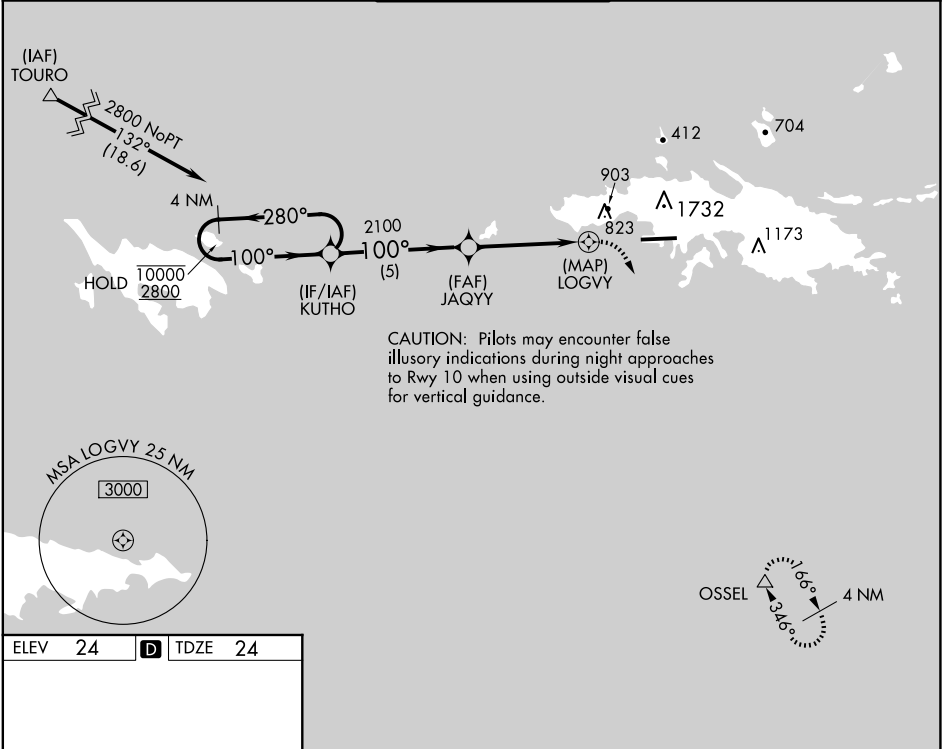 (IAF)
TOURO
2800 NoPT
132°
(18.6)
4 NM
280°
100°
HOLD
10000
2800
(IF/IAF)
KUTHO
2100
100°
(5)
(FAF)
JAQYY
903
823
(MAP)
LOGVY
412
704
1732
1173
CAUTION: Pilots may encounter false
illusory indications during night approaches
to Rwy 10 when using outside visual cues
for vertical guidance.
MSA LOGVY 25 NM
3000
OSSEL
166°
346°
4 NM
ELEV 24 D TDZE 24